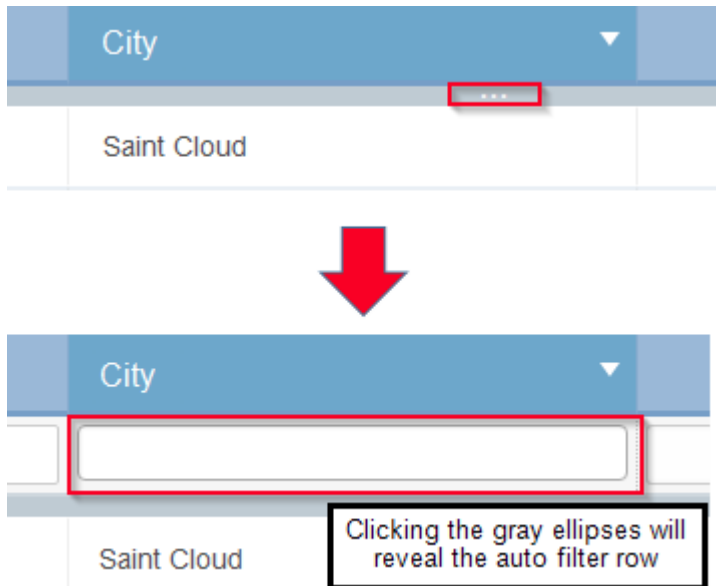 City
...
Saint Cloud
City
Clicking the gray ellipses will
reveal the auto filter row
Saint Cloud